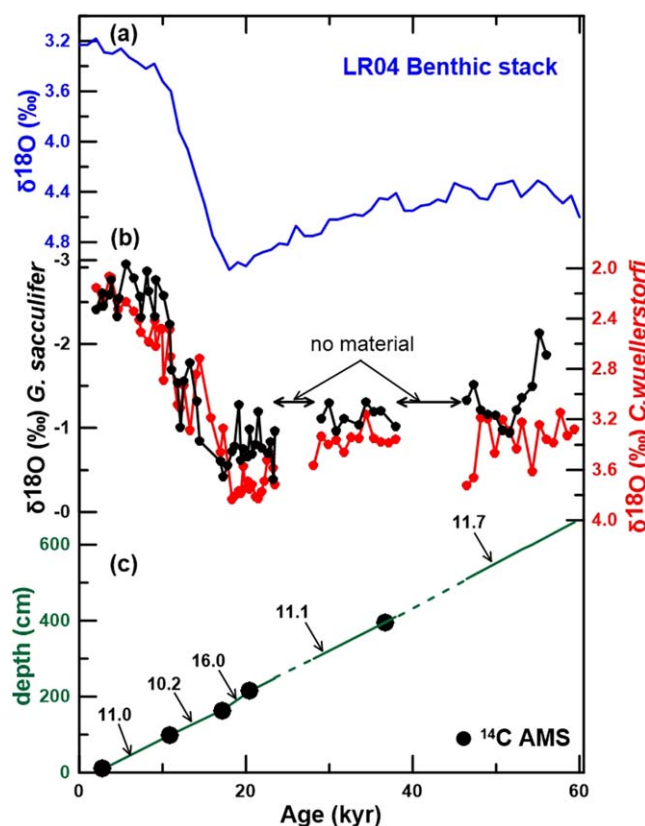 (a)
LR04 Benthic stack
3.2
3.6
4.0
4.4
4.8
δ18O (‰)
(b)
-3
-2
-1
-0
δ18O (‰) G. sacculifer
no material
2.0
2.4
2.8
3.2
3.6
4.0
δ18O (‰) C.wuellerstorfi
(c)
600
400
200
0
depth (cm)
11.0
10.2
16.0
11.1
11.7
14C AMS
0
20
40
60
Age (kyr)